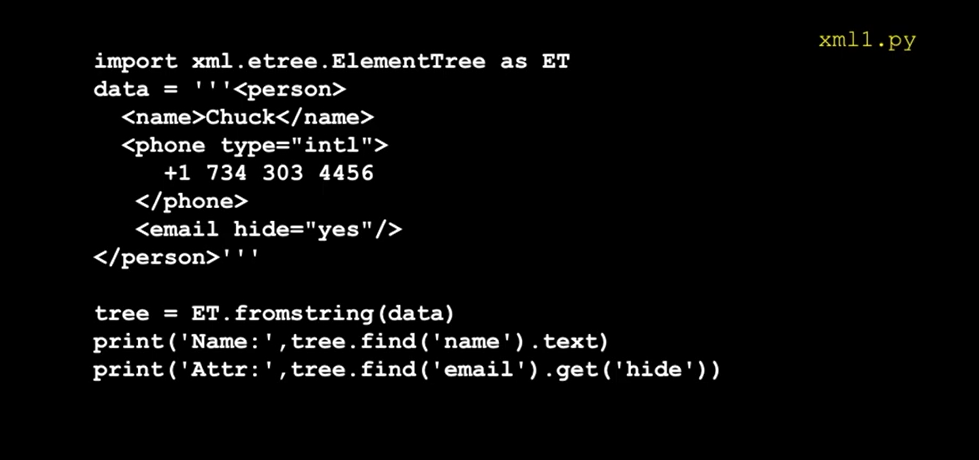 xml1.py
import xml.etree.ElementTree as ET
data = '''<person>
  <name>Chuck</name>
  <phone type="intl">
     +1 734 303 4456
   </phone>
   <email hide="yes"/>
</person>'''

tree = ET.fromstring(data)
print('Name:',tree.find('name').text)
print('Attr:',tree.find('email').get('hide'))